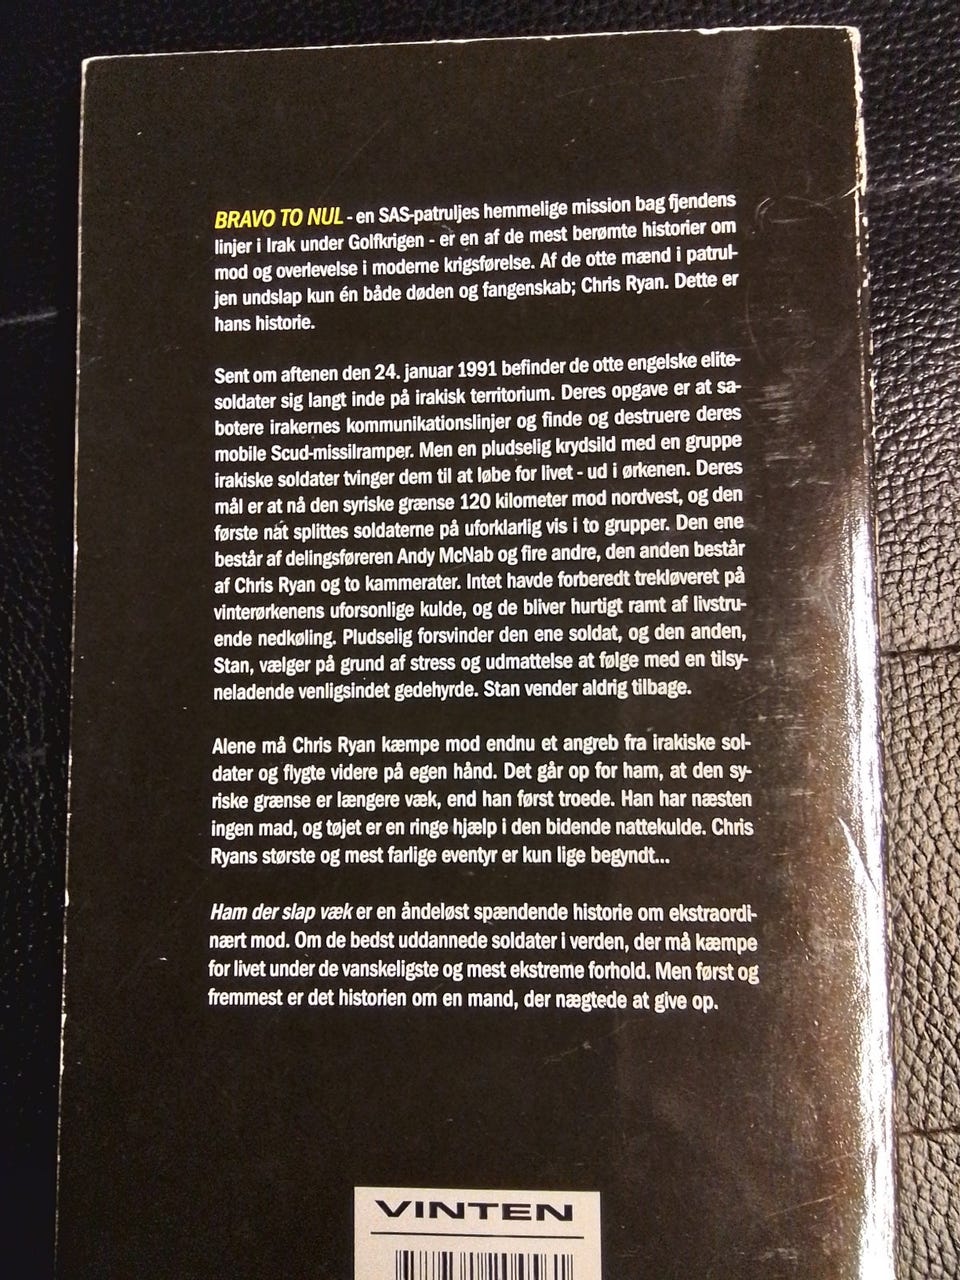 BRAVO TO NUL - en SAS-patruljes hemmelige mission bag fjendens
linjer i Irak under Golfkrigen - er en af de mest berømte historier om
mod og overlevelse i moderne krigsførelse. Af de otte mænd i patrul-
jen undslap kun én både døden og fangenskab; Chris Ryan. Dette er
hans historie.
Sent om aftenen den 24. januar 1991 befinder de otte engelske elite-
soldater sig langt inde på irakisk territorium. Deres opgave er at sa-
botere irakernes kommunikationslinjer og finde og destruere deres
mobile Scud-missilramper. Men en pludselig krydsild med en gruppe
irakiske soldater tvinger dem til at løbe for livet - ud i ørkenen. Deres
mål er at nå den syriske grænse 120 kilometer mod nordvest, og den
første nat splittes soldaterne på uforklarlig vis i to grupper. Den ene
består af delingsføreren Andy McNab og fire andre, den anden består
af Chris Ryan og to kammerater. Intet havde forberedt trekløveret på
vinterørkenens uforsonlige kulde, og de bliver hurtigt ramt af livstru-
ende nedkøling. Pludselig forsvinder den ene soldat, og den anden,
Stan, vælger på grund af stress og udmattelse at følge med en tilsy-
neladende venligsindet gedehyrde. Stan vender aldrig tilbage.
Alene må Chris Ryan kæmpe mod endnu et angreb fra irakiske sol-
dater og flygte videre på egen hånd. Det går op for ham, at den sy-
riske grænse er længere væk, end han først troede. Han har næsten
ingen mad, og tøjet er en ringe hjælp i den bidende nattekulde. Chris
Ryans største og mest farlige eventyr er kun lige begyndt...
Ham der slap væk er en åndeløst spændende historie om ekstraordi-
nært mod. Om de bedst uddannede soldater i verden, der må kæmpe
for livet under de vanskeligste og mest ekstreme forhold. Men først og
fremmest er det historien om en mand, der nægtede at give op.
VINTEN